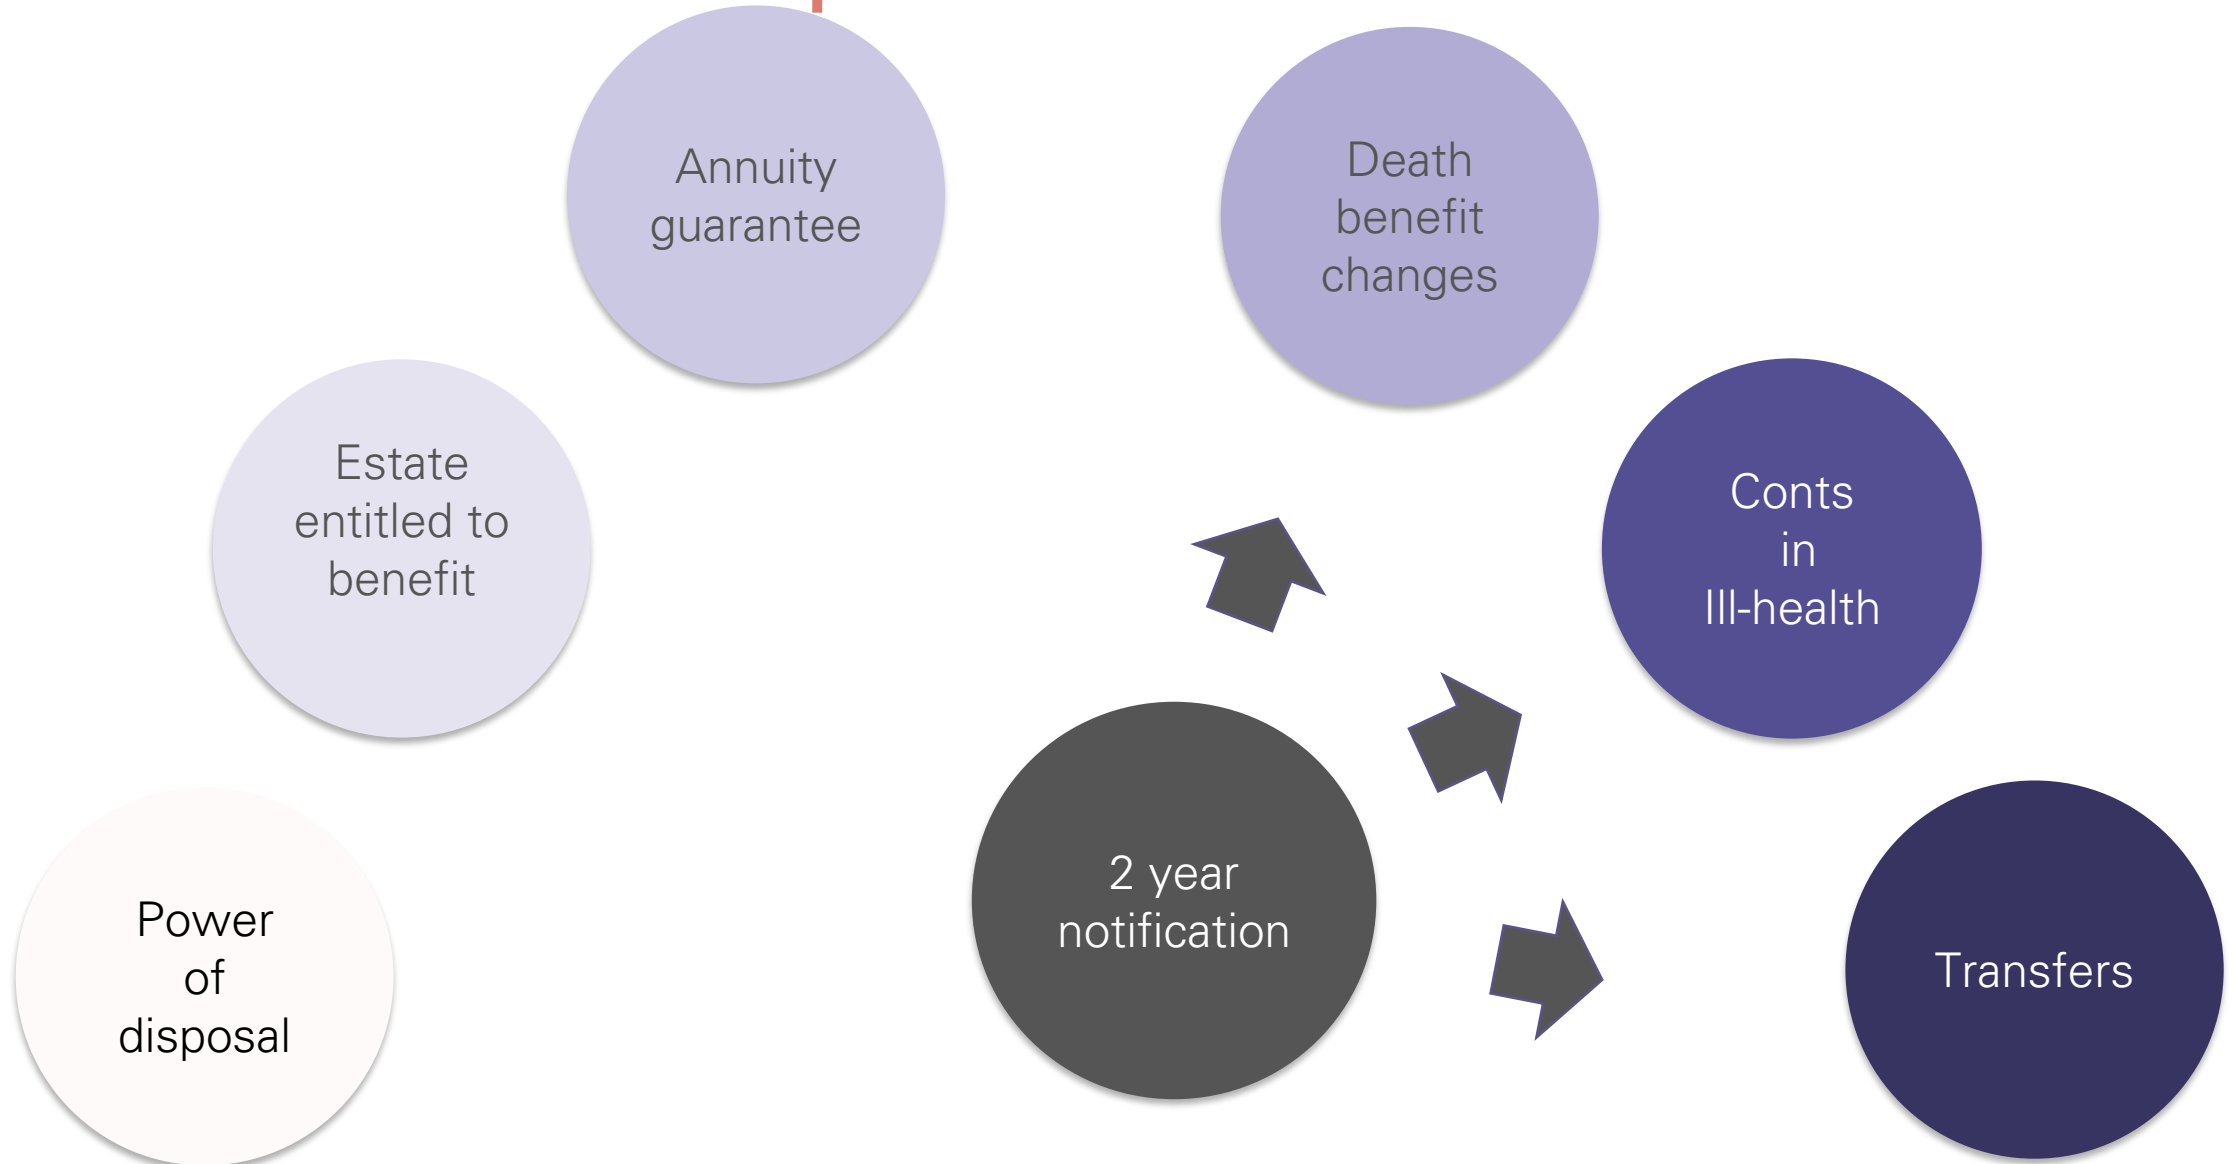 Annuity
guarantee
Death
benefit
changes
Estate
entitled to
benefit
Conts
in
Ill-health
2 year
notification
Power
of
disposal
Transfers